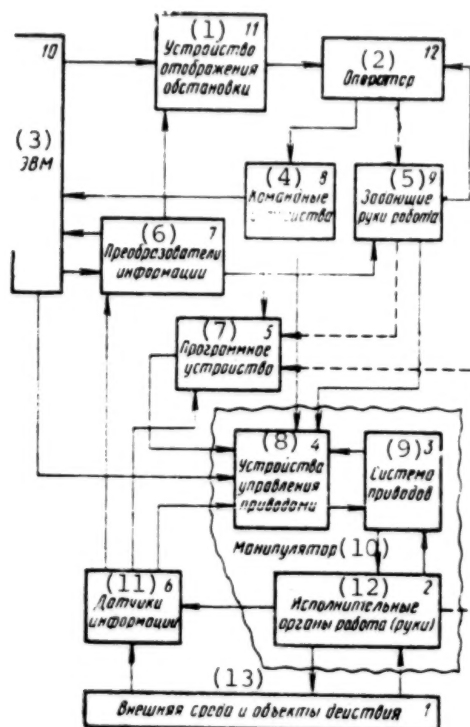 (1) 11
Устройство
отображения
обстановки
(2) 12
Оператор
10
(3)
ЭВМ
(4) 8
Командные
(5) 9
Задающие
руки робота
(6) 7
Преобразователи
информации
(7) 5
Программное
устройство
(8) 4
Устройства
управления
приводами
(9) 3
Система
приводов
Манипулятор (10)
(11) 6
Датчики
информации
(12) 2
Исполнительные
органы робота (руки)
(13)
Внешняя среда и объекты действия 1